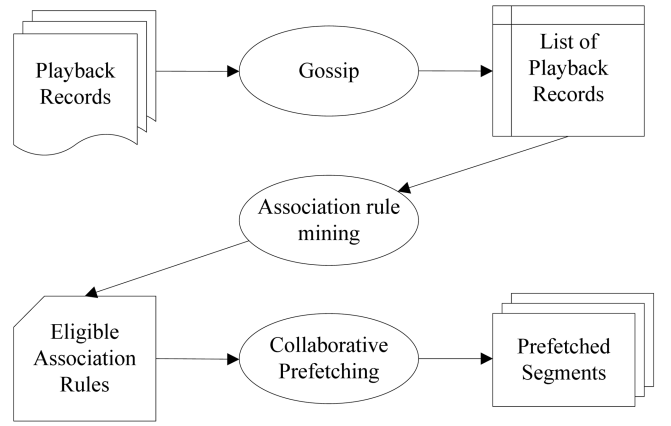 Playback
Records
Gossip
List of
Playback
Records
Association rule
mining
Eligible
Association
Rules
Collaborative
Prefetching
Prefetched
Segments